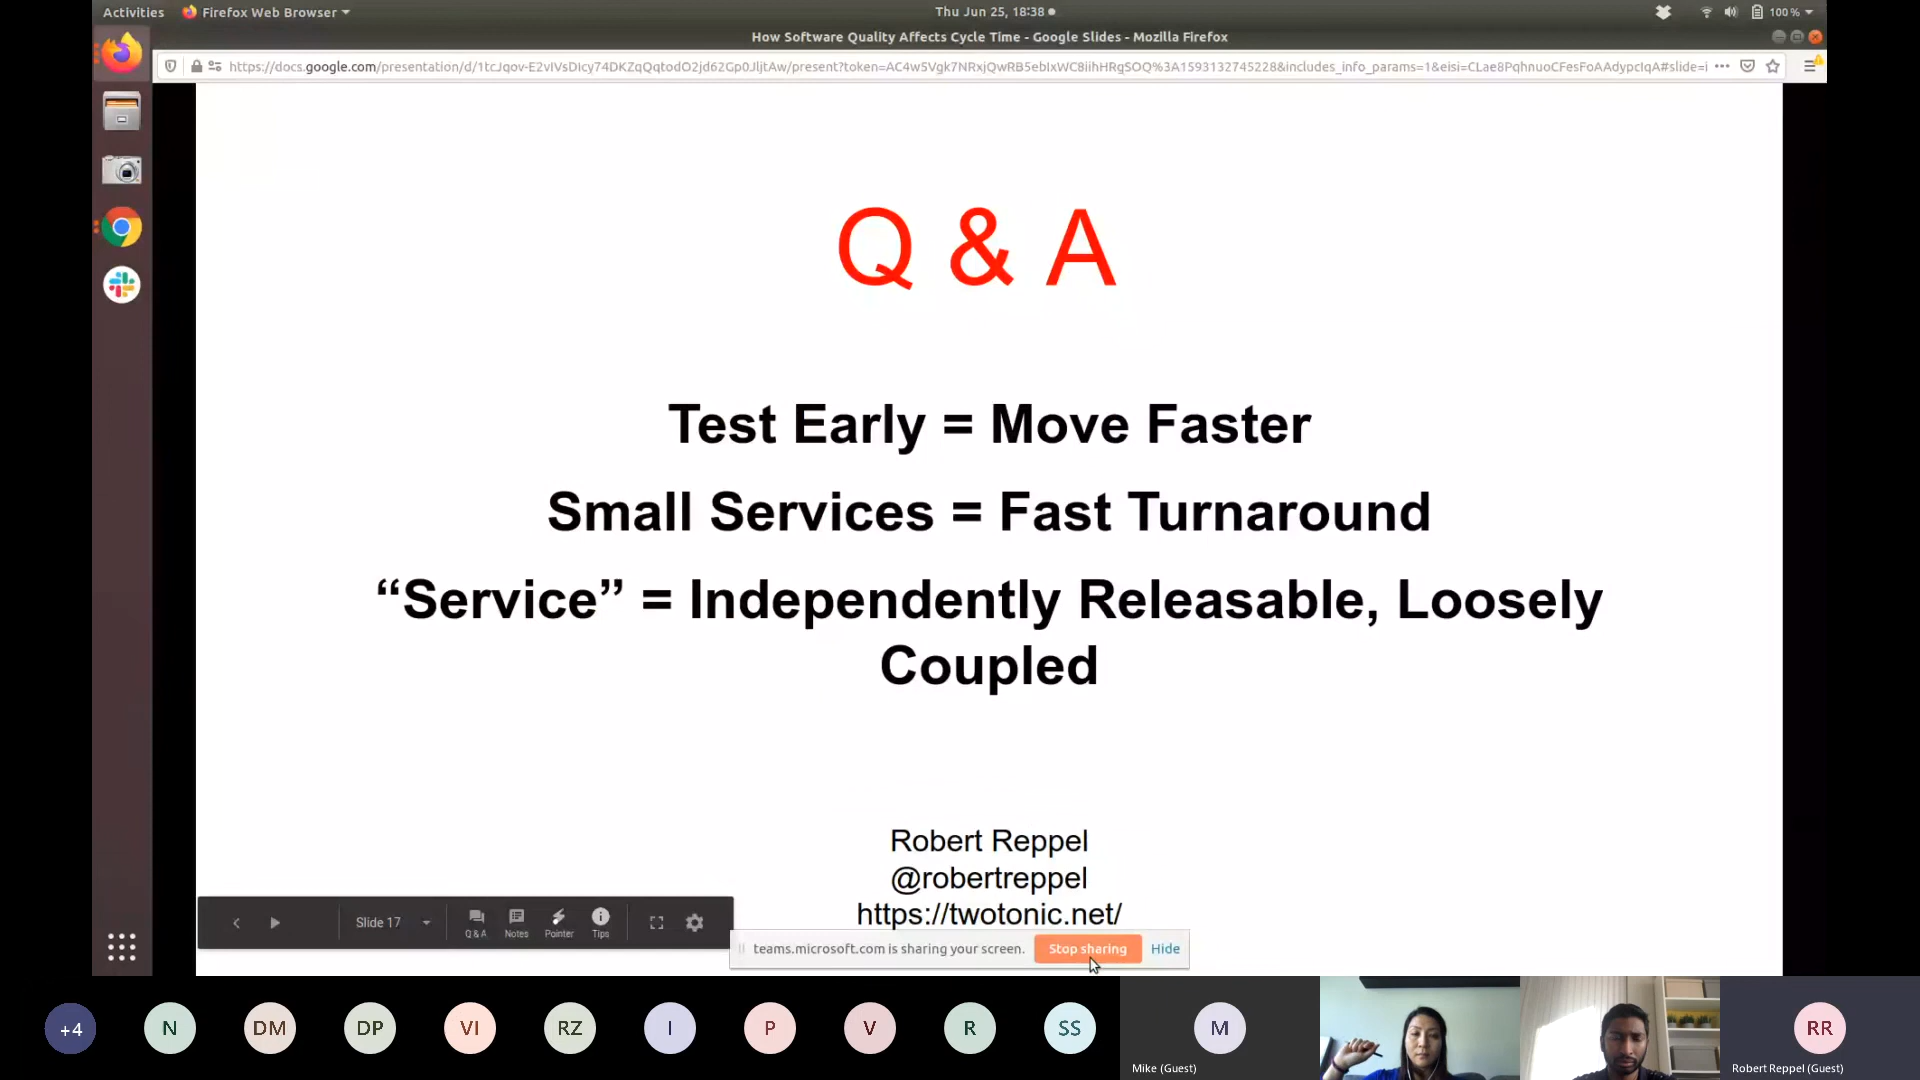 Activities
Firefox Web Browser
Thu Jun 25, 18:38
100 %
How Software Quality Affects Cycle Time - Google Slides - Mozilla Firefox
Q & A
Test Early = Move Faster
Small Services = Fast Turnaround
“Service” = Independently Releasable, Loosely
Coupled
Robert Reppel
@robertreppel
https://twotonic.net/
Slide 17
Q & A
Notes
Pointer
Tips
teams.microsoft.com is sharing your screen.
Stop sharing
Hide
+4
N
DM
DP
VI
RZ
I
P
V
R
SS
M
RR
Mike (Guest)
Robert Reppel (Guest)